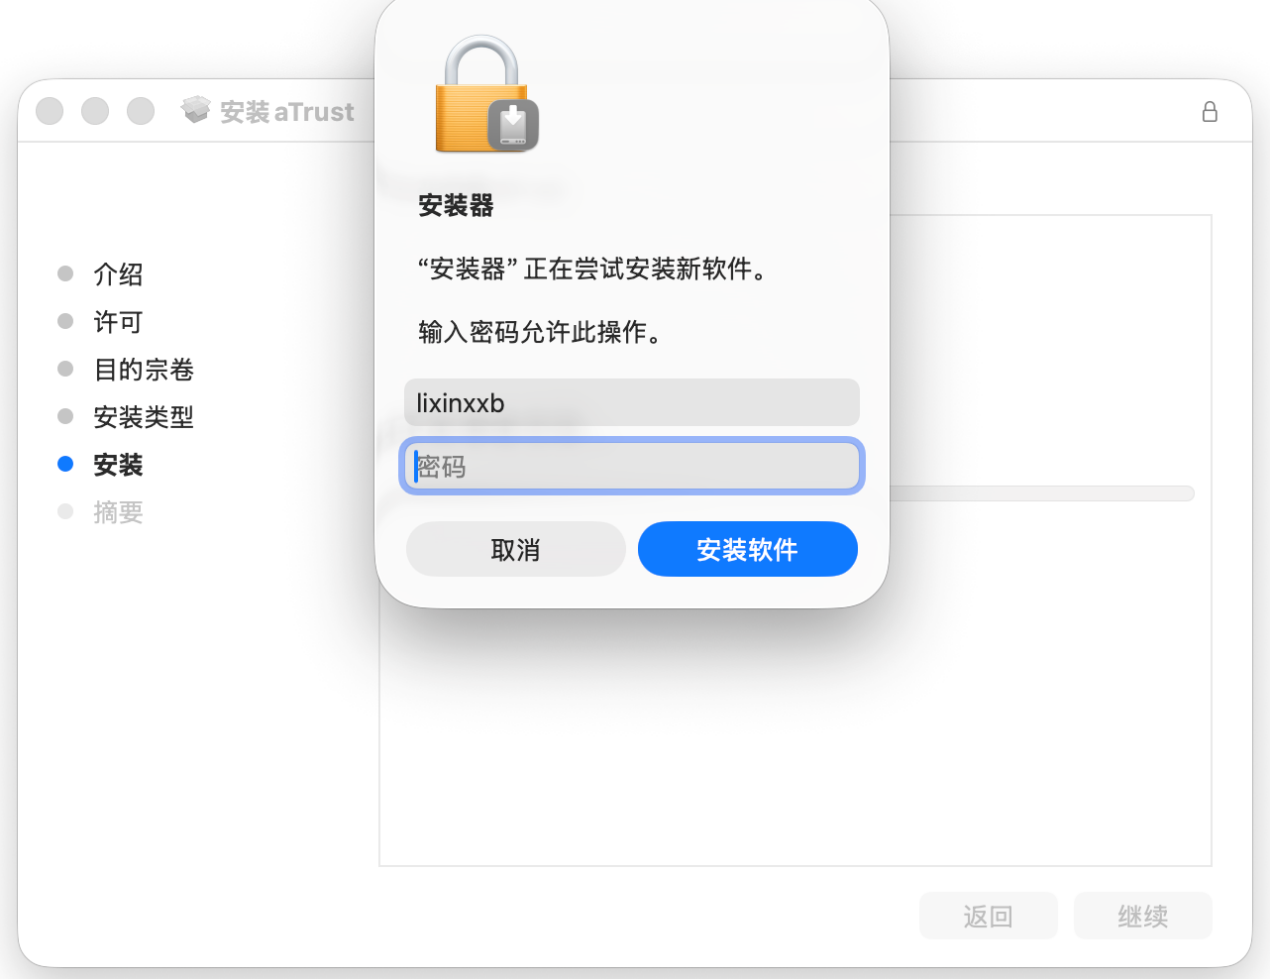 安装 aTrust
介绍
许可
目的宗卷
安装类型
安装
摘要
安装器
“安装器” 正在尝试安装新软件。
输入密码允许此操作。
lixinxxb
密码
取消
安装软件
返回
继续